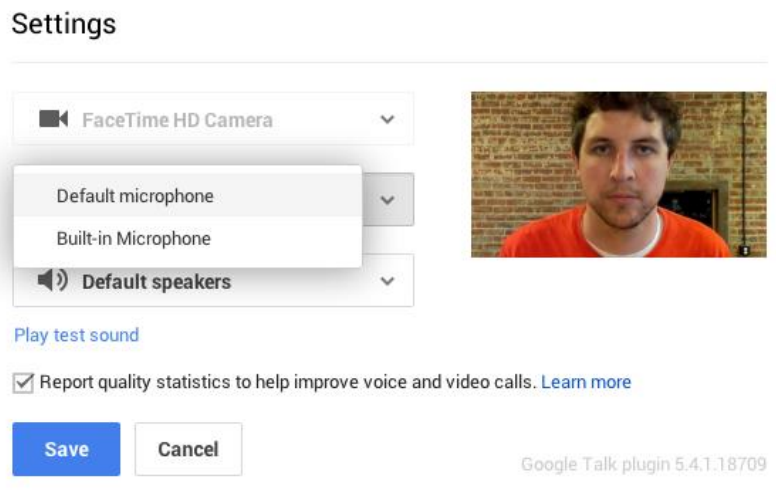 Settings
FaceTime HD Camera
Default microphone
Built-in Microphone
Default speakers
Play test sound
Report quality statistics to help improve voice and video calls. Learn more
Save Cancel
Google Talk plugin 5.4.1.18709